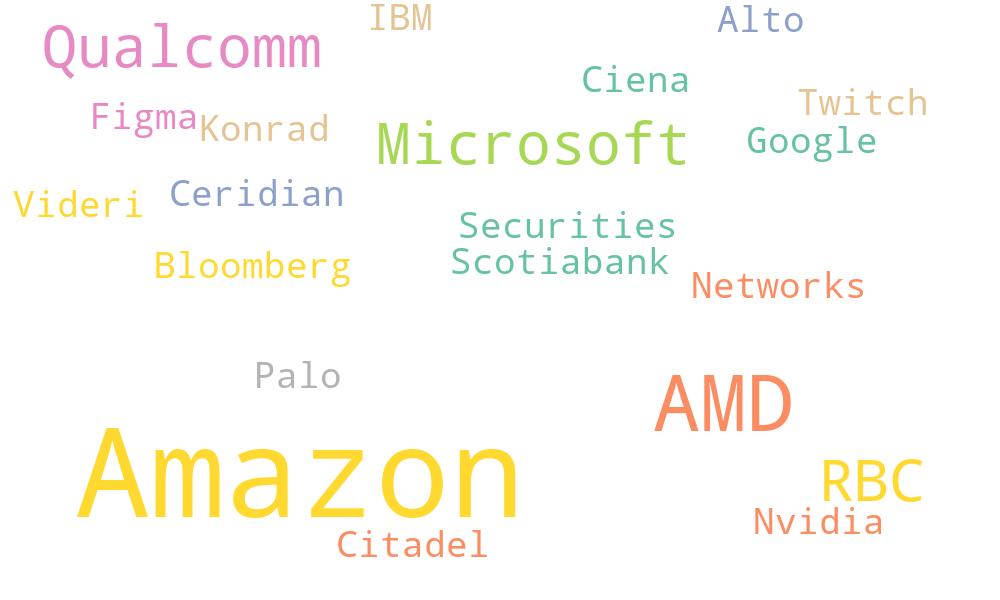 IBM
Alto
Qualcomm
Ciena
Twitch
Figma
Konrad
Microsoft
Google
Videri
Ceridian
Securities
Scotiabank
Bloomberg
Networks
Palo
AMD
Amazon
RBC
Nvidia
Citadel